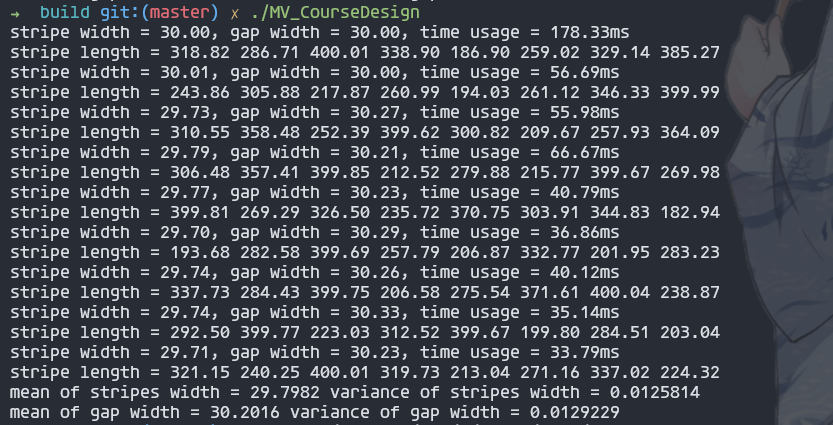 → build git:(master) ✗ ./MV_CourseDesign
stripe width = 30.00, gap width = 30.00, time usage = 178.33ms
stripe length = 318.82 286.71 400.01 338.90 186.90 259.02 329.14 385.27
stripe width = 30.01, gap width = 30.00, time usage = 56.69ms
stripe length = 243.86 305.88 217.87 260.99 194.03 261.12 346.33 399.99
stripe width = 29.73, gap width = 30.27, time usage = 55.98ms
stripe length = 310.55 358.48 252.39 399.62 300.82 209.67 257.93 364.09
stripe width = 29.79, gap width = 30.21, time usage = 66.67ms
stripe length = 306.48 357.41 399.85 212.52 279.88 215.77 399.67 269.98
stripe width = 29.77, gap width = 30.23, time usage = 40.79ms
stripe length = 399.81 269.29 326.50 235.72 370.75 303.91 344.83 182.94
stripe width = 29.70, gap width = 30.29, time usage = 36.86ms
stripe length = 193.68 282.58 399.69 257.79 206.87 332.77 201.95 283.23
stripe width = 29.74, gap width = 30.26, time usage = 40.12ms
stripe length = 337.73 284.43 399.75 206.58 275.54 371.61 400.04 238.87
stripe width = 29.74, gap width = 30.33, time usage = 35.14ms
stripe length = 292.50 399.77 223.03 312.52 399.67 199.80 284.51 203.04
stripe width = 29.71, gap width = 30.23, time usage = 33.79ms
stripe length = 321.15 240.25 400.01 319.73 213.04 271.16 337.02 224.32
mean of stripes width = 29.7982 variance of stripes width = 0.0125814
mean of gap width = 30.2016 variance of gap width = 0.0129229